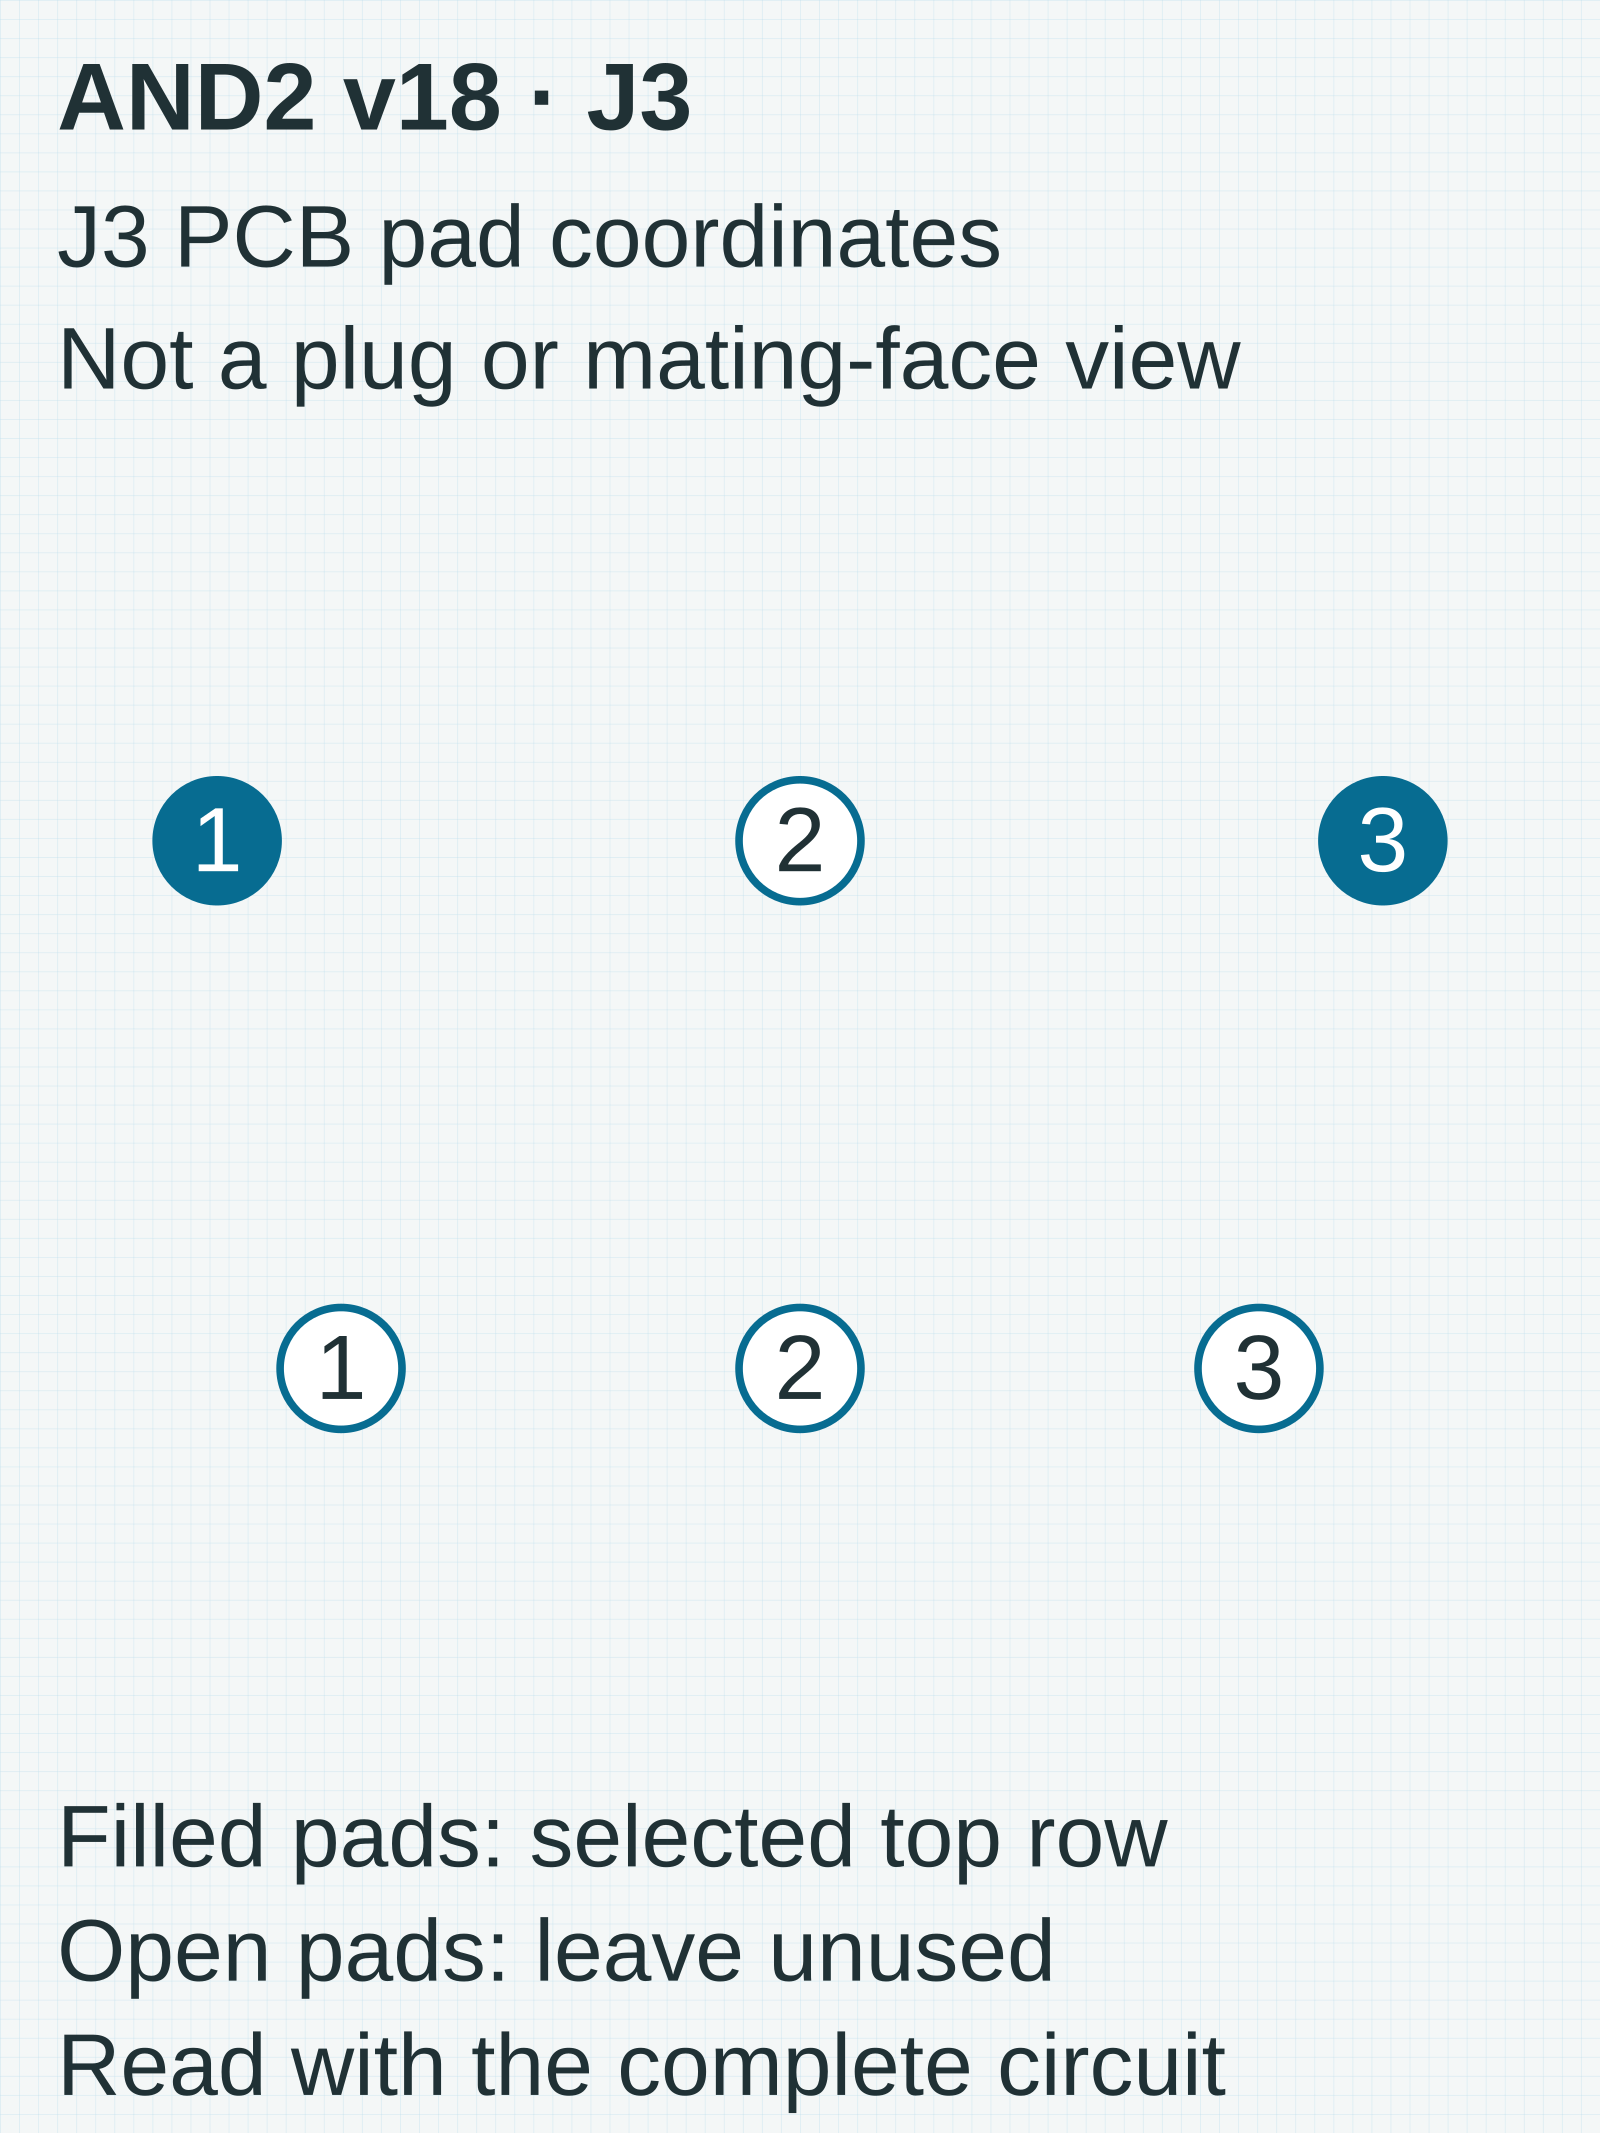 AND2 v18 · J3
J3 PCB pad coordinates
Not a plug or mating-face view
1 2 3
1 2 3
Filled pads: selected top row
Open pads: leave unused
Read with the complete circuit